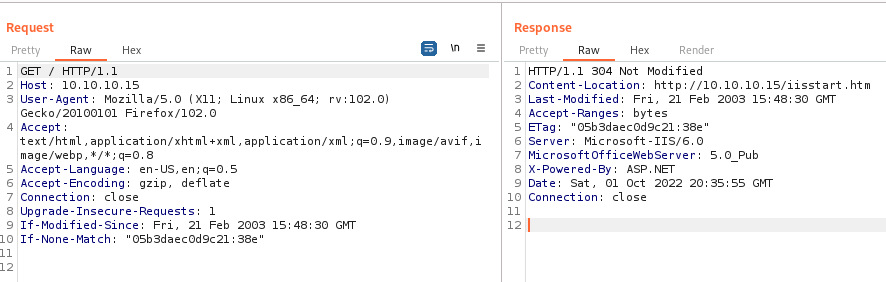 Request
Pretty Raw Hex \n ≡
1 GET / HTTP/1.1
2 Host: 10.10.10.15
3 User-Agent: Mozilla/5.0 (X11; Linux x86_64; rv:102.0)
Gecko/20100101 Firefox/102.0
4 Accept:
text/html,application/xhtml+xml,application/xml;q=0.9,image/avif,i
mage/webp,*/*;q=0.8
5 Accept-Language: en-US,en;q=0.5
6 Accept-Encoding: gzip, deflate
7 Connection: close
8 Upgrade-Insecure-Requests: 1
9 If-Modified-Since: Fri, 21 Feb 2003 15:48:30 GMT
10 If-None-Match: "05b3daec0d9c21:38e"
11
12
Response
Pretty Raw Hex Render
1 HTTP/1.1 304 Not Modified
2 Content-Location: http://10.10.10.15/iisstart.htm
3 Last-Modified: Fri, 21 Feb 2003 15:48:30 GMT
4 Accept-Ranges: bytes
5 ETag: "05b3daec0d9c21:38e"
6 Server: Microsoft-IIS/6.0
7 MicrosoftOfficeWebServer: 5.0_Pub
8 X-Powered-By: ASP.NET
9 Date: Sat, 01 Oct 2022 20:35:55 GMT
10 Connection: close
11
12